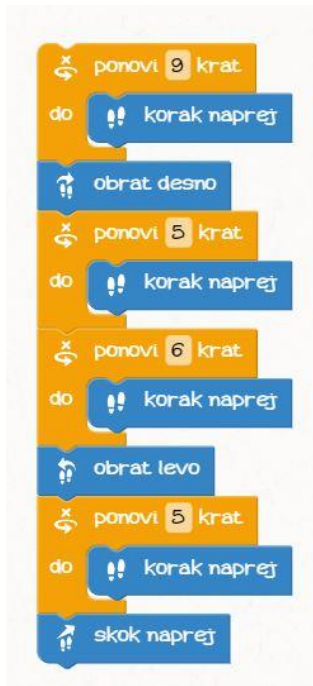 ponovi 9 krat
do korak naprej
obrat desno
ponovi 5 krat
do korak naprej
ponovi 6 krat
do korak naprej
obrat levo
ponovi 5 krat
do korak naprej
skok naprej